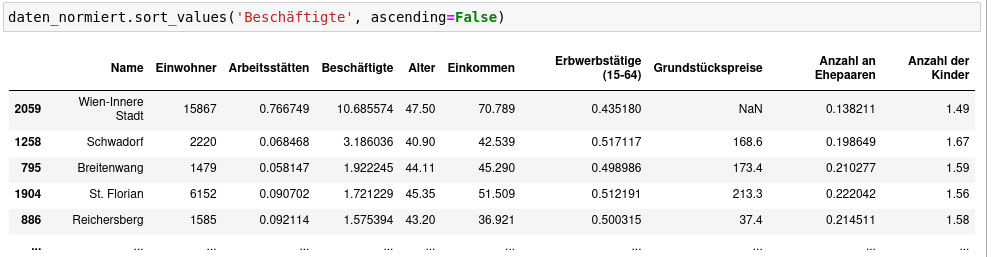 daten_normiert.sort_values('Beschäftigte', ascending=False)
Name Einwohner Arbeitsstätten Beschäftigte Alter Einkommen Erbwerbstätige (15-64) Grundstückspreise Anzahl an Ehepaaren Anzahl der Kinder
2059 Wien-Innere Stadt 15867 0.766749 10.685574 47.50 70.789 0.435180 NaN 0.138211 1.49
1258 Schwadorf 2220 0.068468 3.186036 40.90 42.539 0.517117 168.6 0.198649 1.67
795 Breitenwang 1479 0.058147 1.922245 44.11 45.290 0.498986 173.4 0.210277 1.59
1904 St. Florian 6152 0.090702 1.721229 45.35 51.509 0.512191 213.3 0.222042 1.56
886 Reichersberg 1585 0.092114 1.575394 43.20 36.921 0.500315 37.4 0.214511 1.58
... ... ... ... ... ... ... ... ... ... ...